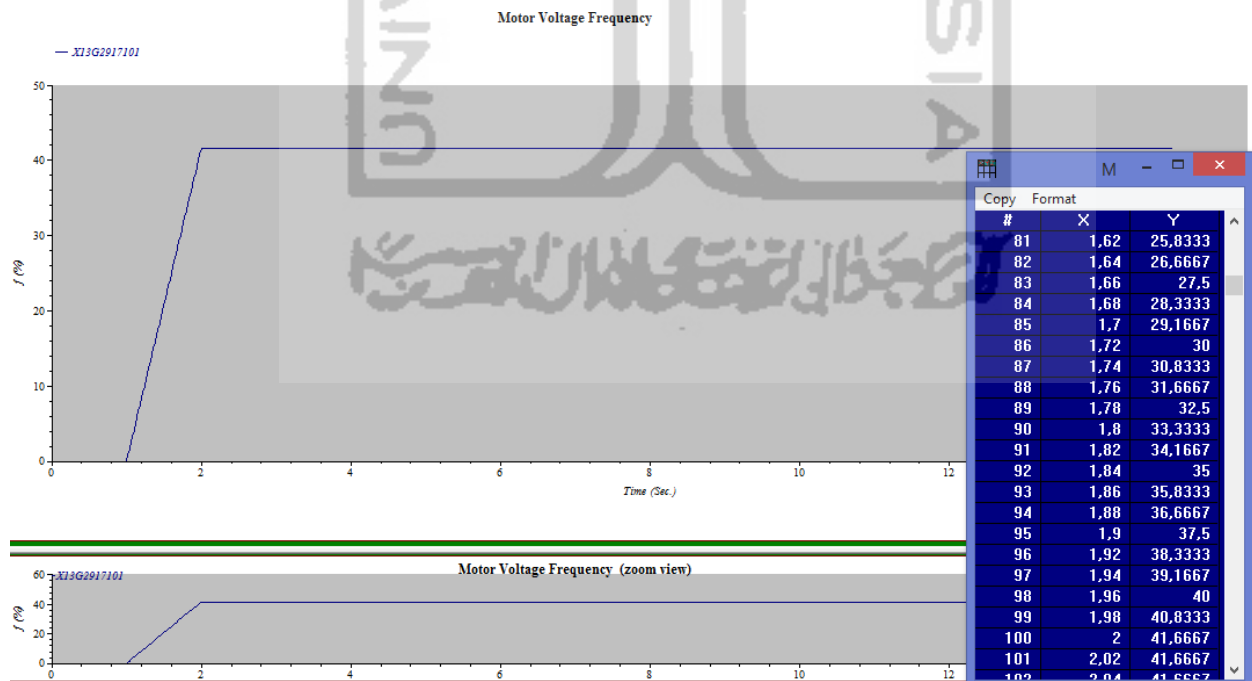 Motor Voltage Frequency
X13G2917101
50
40
30
20
10
0
f (%)
0 2 4 6 8 10 12
Time (Sec.)
SIA
M
Copy Format
# X Y
81 1,62 25,8333
82 1,64 26,6667
83 1,66 27,5
84 1,68 28,3333
85 1,7 29,1667
86 1,72 30
87 1,74 30,8333
88 1,76 31,6667
89 1,78 32,5
90 1,8 33,3333
91 1,82 34,1667
92 1,84 35
93 1,86 35,8333
94 1,88 36,6667
95 1,9 37,5
96 1,92 38,3333
97 1,94 39,1667
98 1,96 40
99 1,98 40,8333
100 2 41,6667
101 2,02 41,6667
102 2,04 41,6667
Motor Voltage Frequency (zoom view)
X13G2917101
60
40
20
0
f (%)
0 2 4 6 8 10 12